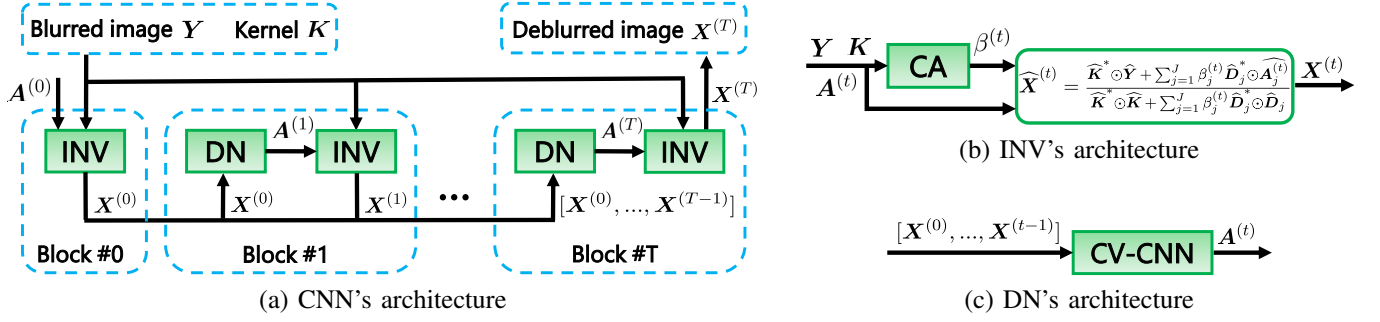 Blurred image Y Kernel K
Deblurred image X^(T)
A^(0)
X^(T)
INV
DN
A^(1)
INV
DN
A^(T)
INV
X^(0)
X^(0)
X^(1)
...
[X^(0), ..., X^(T−1)]
Block #0
Block #1
Block #T
(a) CNN's architecture
Y K
A^(t)
CA
β^(t)
X̂^(t) = (K̂* ⊙ Ŷ + ∑_{j=1}^{J} β_j^(t) D̂_j* ⊙ Â_j^(t)) / (K̂* ⊙ K̂ + ∑_{j=1}^{J} β_j^(t) D̂_j* ⊙ D̂_j)
X^(t)
(b) INV's architecture
[X^(0), ..., X^(t−1)]
CV-CNN
A^(t)
(c) DN's architecture